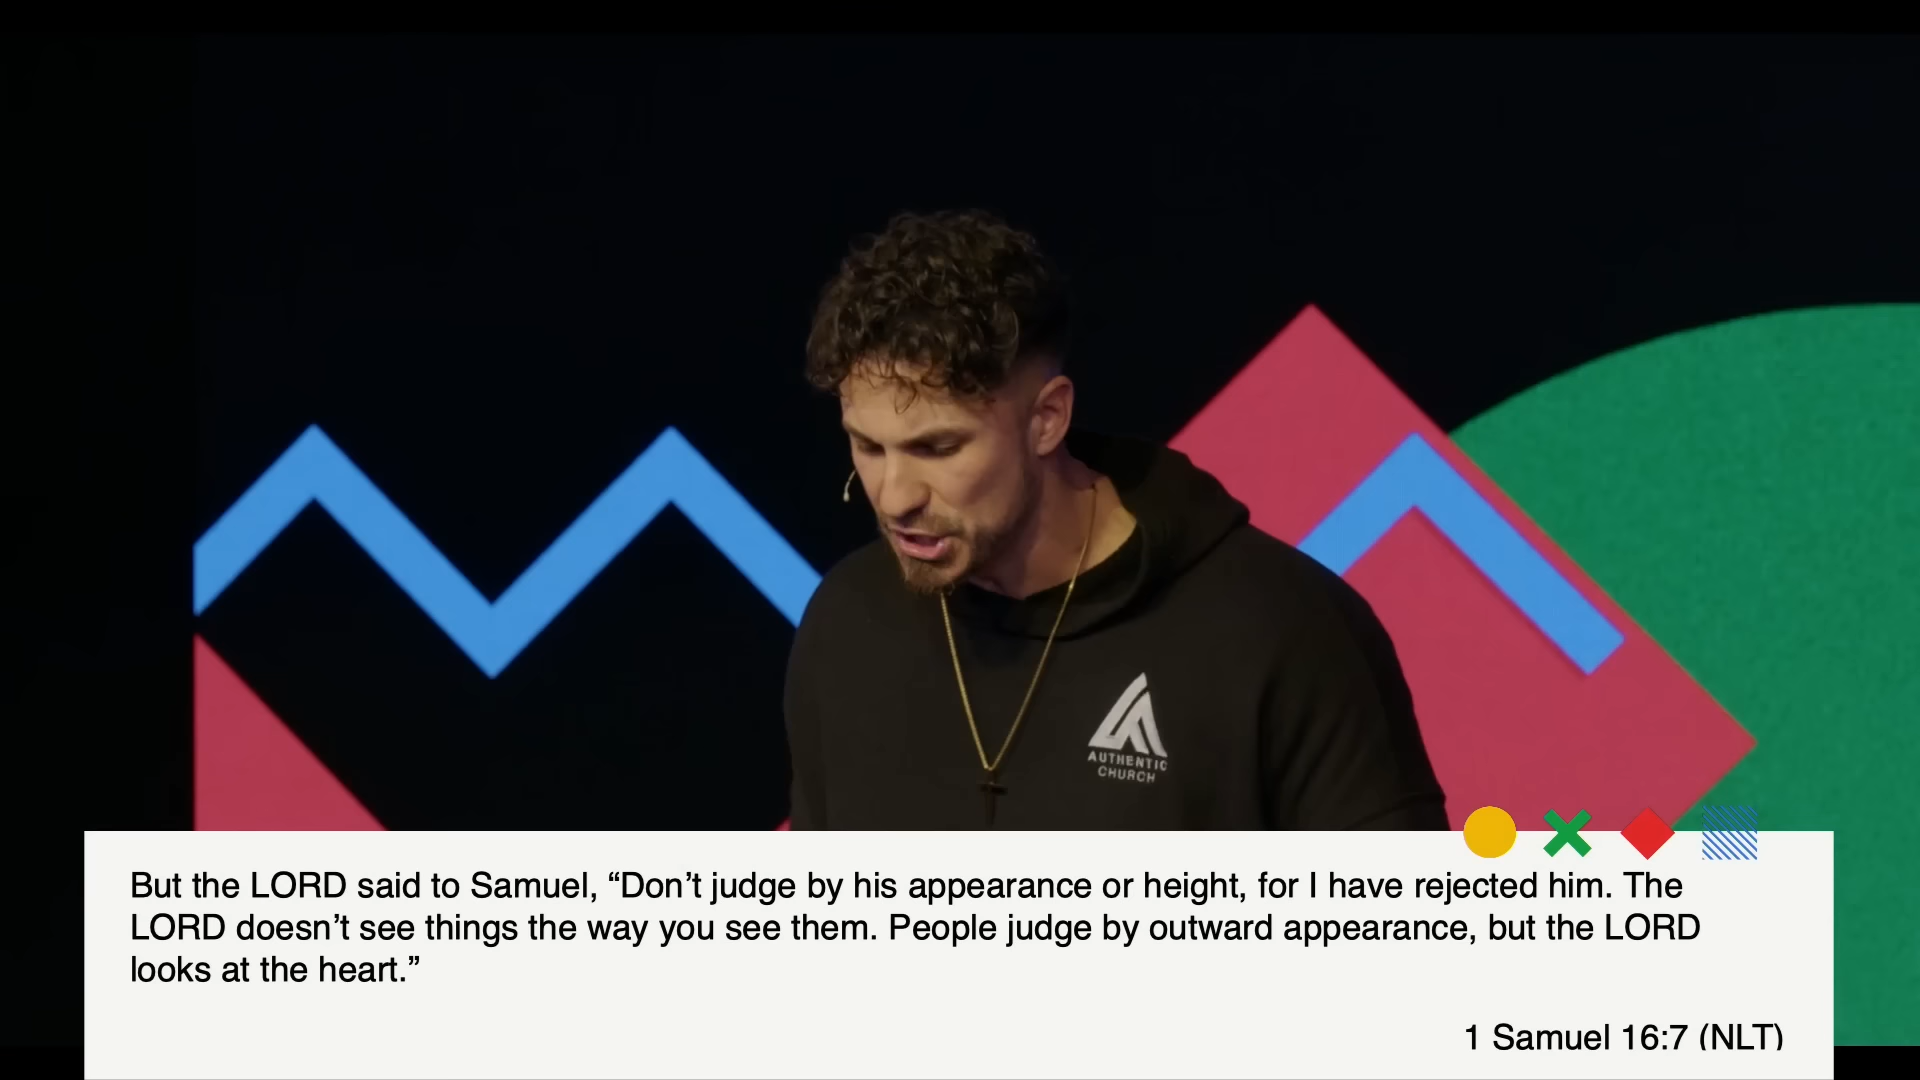 AUTHENTIC
CHURCH
But the LORD said to Samuel, “Don’t judge by his appearance or height, for I have rejected him. The
LORD doesn’t see things the way you see them. People judge by outward appearance, but the LORD
looks at the heart.”
1 Samuel 16:7 (NLT)